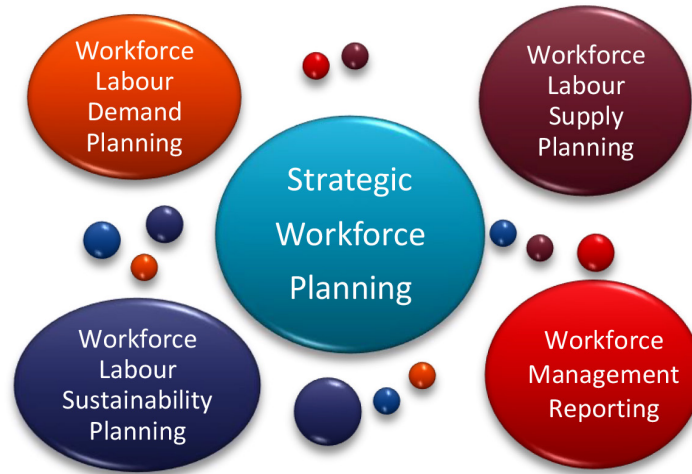 Workforce
Labour
Demand
Planning
Workforce
Labour
Supply
Planning
Strategic
Workforce
Planning
Workforce
Labour
Sustainability
Planning
Workforce
Management
Reporting